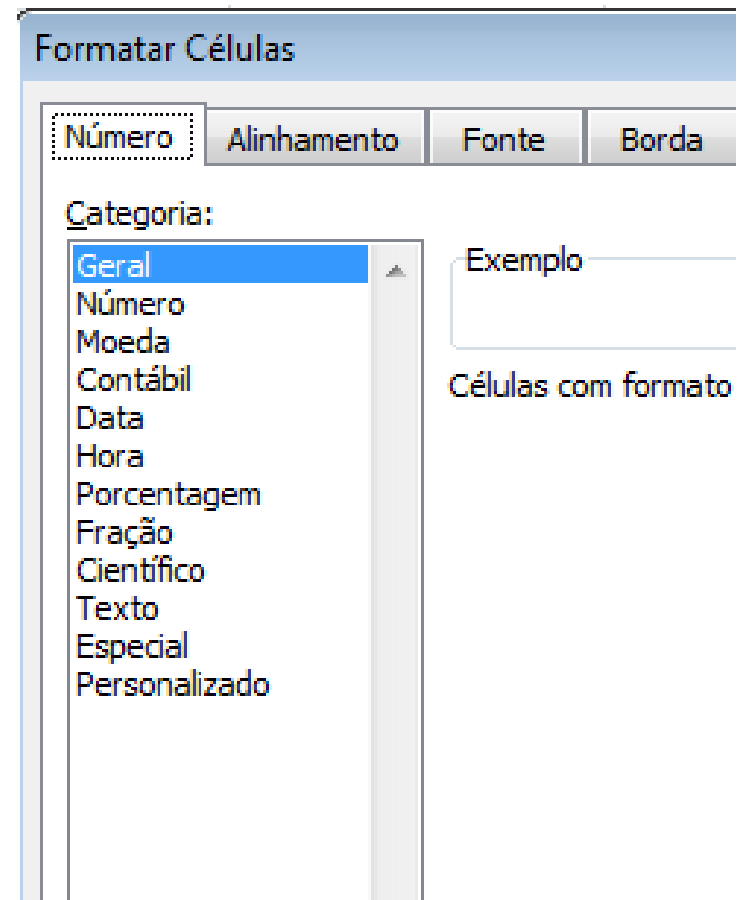 Formatar Células
Número Alinhamento Fonte Borda
Categoria:
Geral
Número
Moeda
Contábil
Data
Hora
Porcentagem
Fração
Científico
Texto
Especial
Personalizado
Exemplo
Células com formato